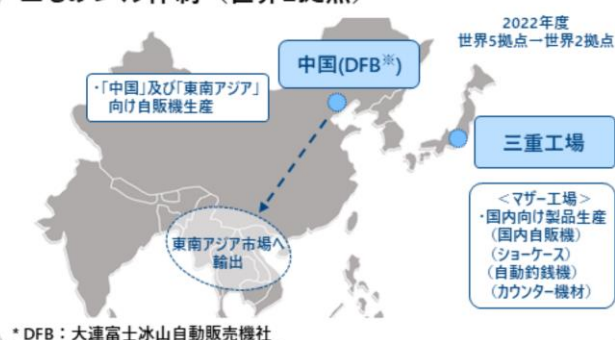 2022年度
世界5拠点→世界2拠点
中国(DFB※)
・「中国」及び「東南アジア」
向け自販機生産
三重工場
<マザー工場>
・国内向け製品生産
(国内自販機)
(ショーケース)
(自動釣銭機)
(カウンター機材)
東南アジア市場へ
輸出
* DFB：大連富士冰山自動販売機社